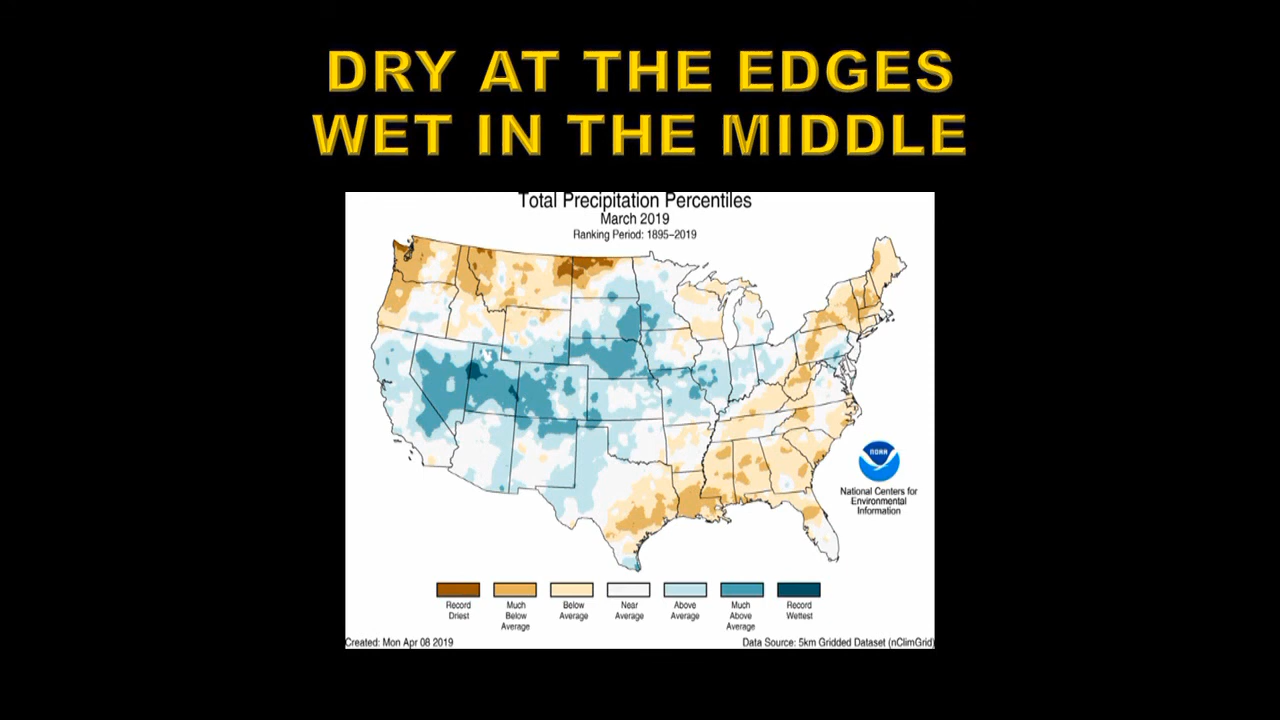 DRY AT THE EDGES
WET IN THE MIDDLE
Total Precipitation Percentiles
March 2019
Ranking Period: 1895–2019
NOAA
National Centers for
Environmental
Information
Record
Driest
Much
Below
Average
Below
Average
Near
Average
Above
Average
Much
Above
Average
Record
Wettest
Created: Mon Apr 08 2019
Data Source: 5km Gridded Dataset (nClimGrid)